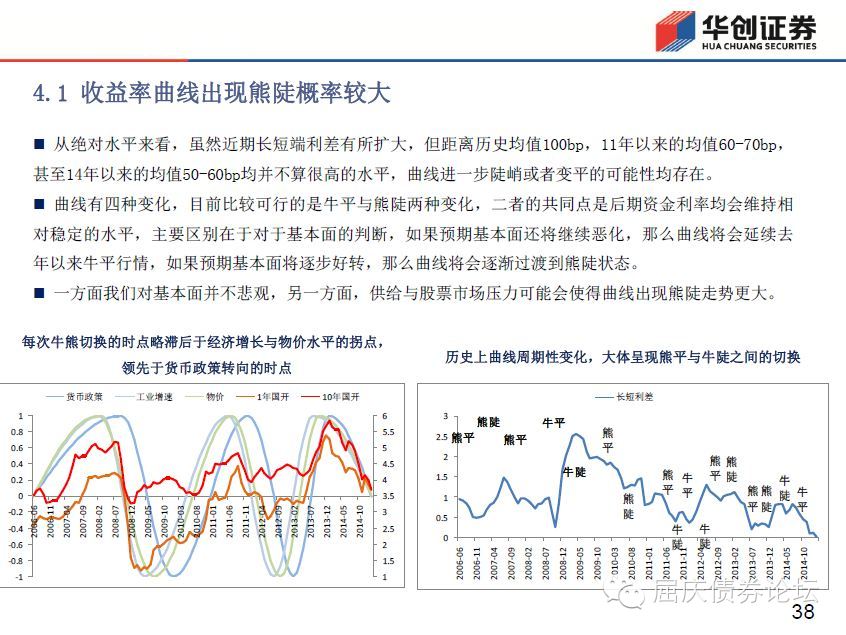 华创证券
HUA CHUANG SECURITIES
4.1 收益率曲线出现熊陡概率较大
■ 从绝对水平来看，虽然近期长短端利差有所扩大，但距离历史均值100bp，11年以来的均值60-70bp，
甚至14年以来的均值50-60bp均并不算很高的水平，曲线进一步陡峭或者变平的可能性均存在。
■ 曲线有四种变化，目前比较可行的是牛平与熊陡两种变化，二者的共同点是后期资金利率均会维持相
对稳定的水平，主要区别在于对于基本面的判断，如果预期基本面还将继续恶化，那么曲线将会延续去
年以来牛平行情，如果预期基本面将逐步好转，那么曲线将会逐渐过渡到熊陡状态。
■ 一方面我们对基本面并不悲观，另一方面，供给与股票市场压力可能会使得曲线出现熊陡走势更大。
每次牛熊切换的时点略滞后于经济增长与物价水平的拐点，
领先于货币政策转向的时点
货币政策 工业增速 物价 1年国开 10年国开
1
0.8
0.6
0.4
0.2
0
-0.2
-0.4
-0.6
-0.8
-1
6
5.5
5
4.5
4
3.5
3
2.5
2
1.5
1
2006-06 2006-11 2007-04 2007-09 2008-02 2008-07 2008-12 2009-05 2009-10 2010-03 2010-08 2011-01 2011-06 2011-11 2012-04 2012-09 2013-02 2013-07 2013-12 2014-05 2014-10
历史上曲线周期性变化，大体呈现熊平与牛陡之间的切换
长短利差
3
2.5
2
1.5
1
0.5
0
熊平
熊陡
熊平
牛平
牛陡
熊平
熊陡
熊平
牛陡
牛平
牛陡
熊平
熊陡
熊平
熊陡
牛陡
牛平
2006-06 2006-11 2007-04 2007-09 2008-02 2008-07 2008-12 2009-05 2009-10 2010-03 2010-08 2011-01 2011-06 2011-11 2012-04 2012-09 2013-02 2013-07 2013-12 2014-05 2014-10
屈庆债券论坛
38